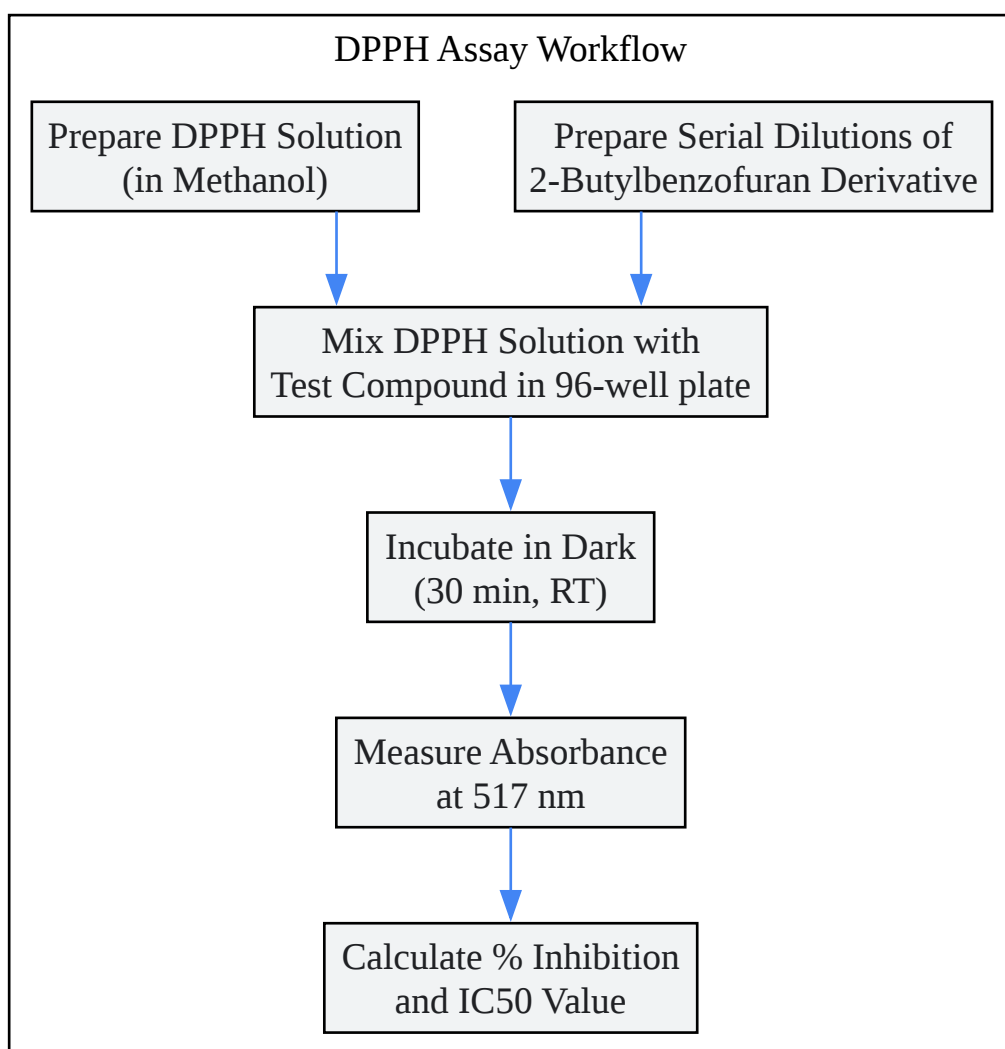 DPPH Assay Workflow
Prepare DPPH Solution
(in Methanol)
Prepare Serial Dilutions of
2-Butylbenzofuran Derivative
Mix DPPH Solution with
Test Compound in 96-well plate
Incubate in Dark
(30 min, RT)
Measure Absorbance
at 517 nm
Calculate % Inhibition
and IC50 Value